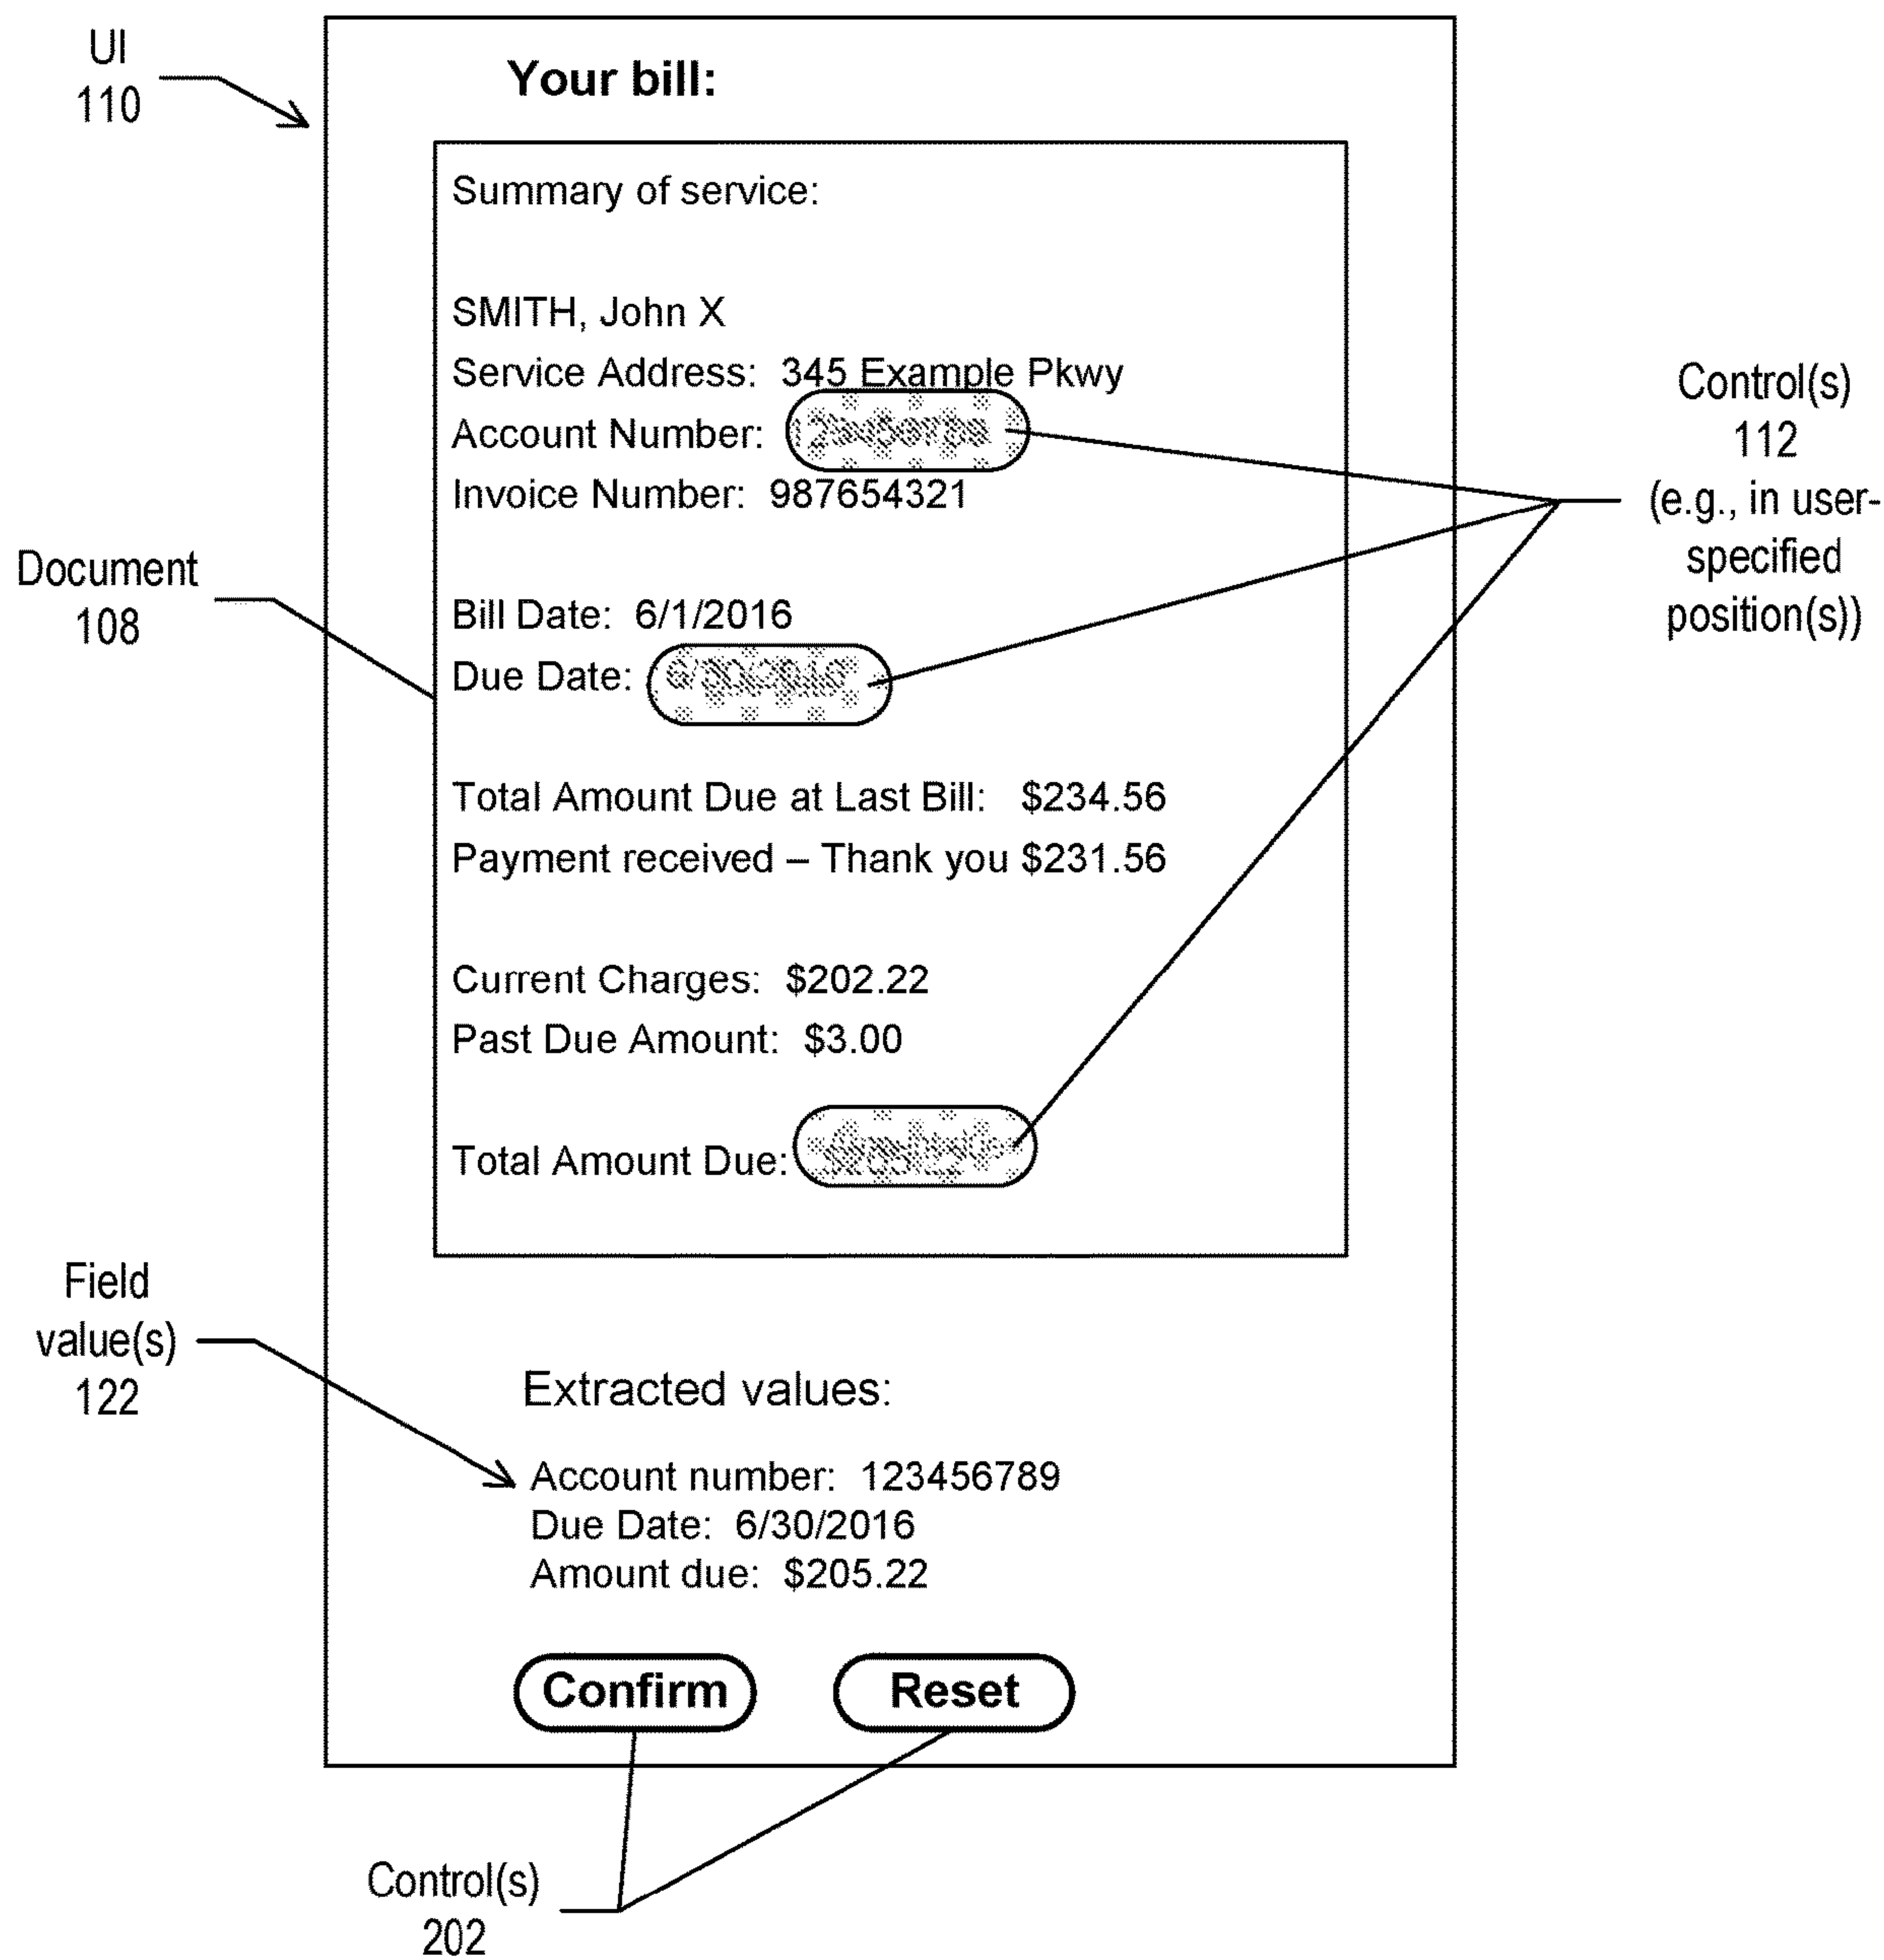 UI
110
Your bill:
Summary of service:
SMITH, John X
Service Address: 345 Example Pkwy
Account Number:
Invoice Number: 987654321
Bill Date: 6/1/2016
Due Date:
Total Amount Due at Last Bill: $234.56
Payment received – Thank you $231.56
Current Charges: $202.22
Past Due Amount: $3.00
Total Amount Due:
Control(s)
112
(e.g., in user-
specified
position(s))
Document
108
Field
value(s)
122
Extracted values:
Account number: 123456789
Due Date: 6/30/2016
Amount due: $205.22
Confirm Reset
Control(s)
202